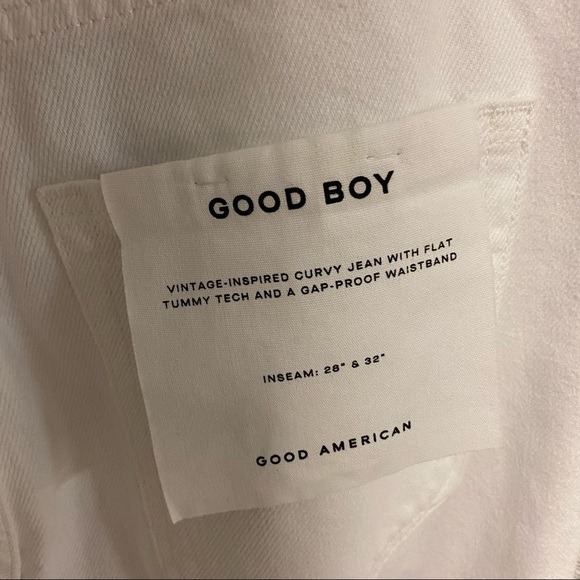 GOOD BOY
VINTAGE-INSPIRED CURVY JEAN WITH FLAT
TUMMY TECH AND A GAP-PROOF WAISTBAND
INSEAM: 28" & 32"
GOOD AMERICAN